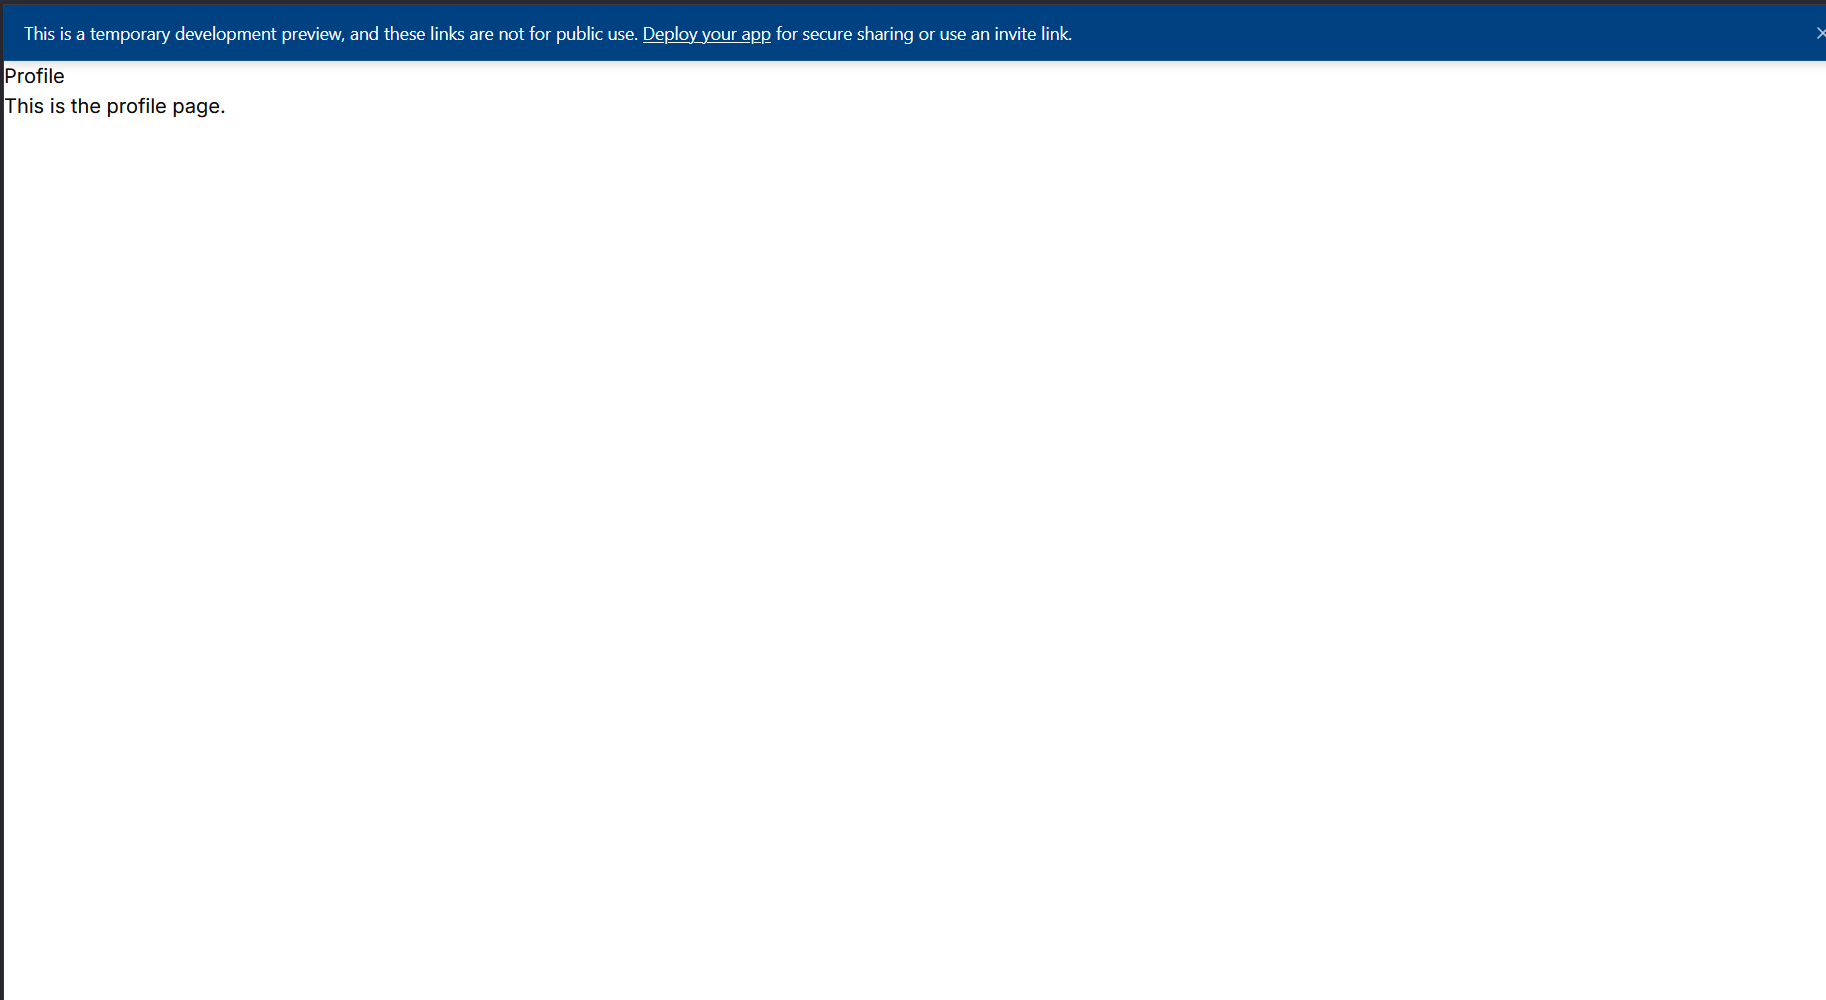 This is a temporary development preview, and these links are not for public use. Deploy your app for secure sharing or use an invite link.
Profile
This is the profile page.